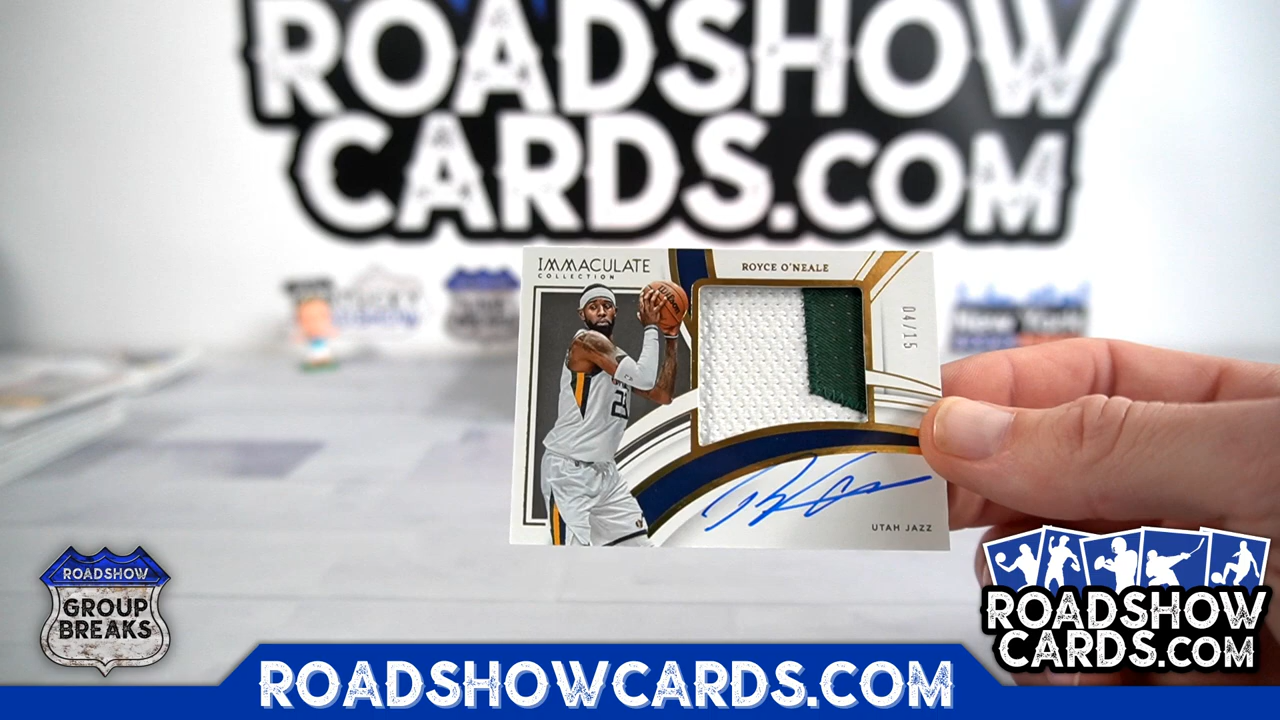 ROADSHOW
CARDS.COM
IMMACULATE
COLLECTION
ROYCE O'NEALE
04/15
UTAH JAZZ
ROADSHOW
GROUP
BREAKS
ROADSHOWCARDS.COM
ROADSHOW
CARDS.COM